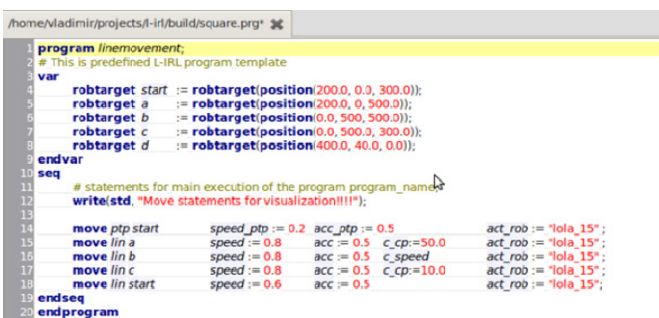 /home/vladimir/projects/l-irl/build/square.prg*
1 program linemovement;
2 # This is predefined L-IRL program template
3 var
4 robtarget start := robtarget(position(200.0, 0.0, 300.0));
5 robtarget a := robtarget(position(200.0, 0, 500.0));
6 robtarget b := robtarget(position(0.0, 500, 500.0));
7 robtarget c := robtarget(position(0.0, 500.0, 300.0));
8 robtarget d := robtarget(position(400.0, 40.0, 0.0));
9 endvar
10 seq
11 # statements for main execution of the program program_name;
12 write(std, "Move statements for visualization!!!!");
13
14 move ptp start speed_ptp := 0.2 acc_ptp := 0.5 act_rob := "lola_15" ;
15 move lin a speed := 0.8 acc := 0.5 c_cp:=50.0 act_rob := "lola_15" ;
16 move lin b speed := 0.8 acc := 0.5 c_speed act_rob := "lola_15" ;
17 move lin c speed := 0.8 acc := 0.5 c_cp:=10.0 act_rob := "lola_15" ;
18 move lin start speed := 0.6 acc := 0.5 act_rob := "lola_15";
19 endseq
20 endprogram